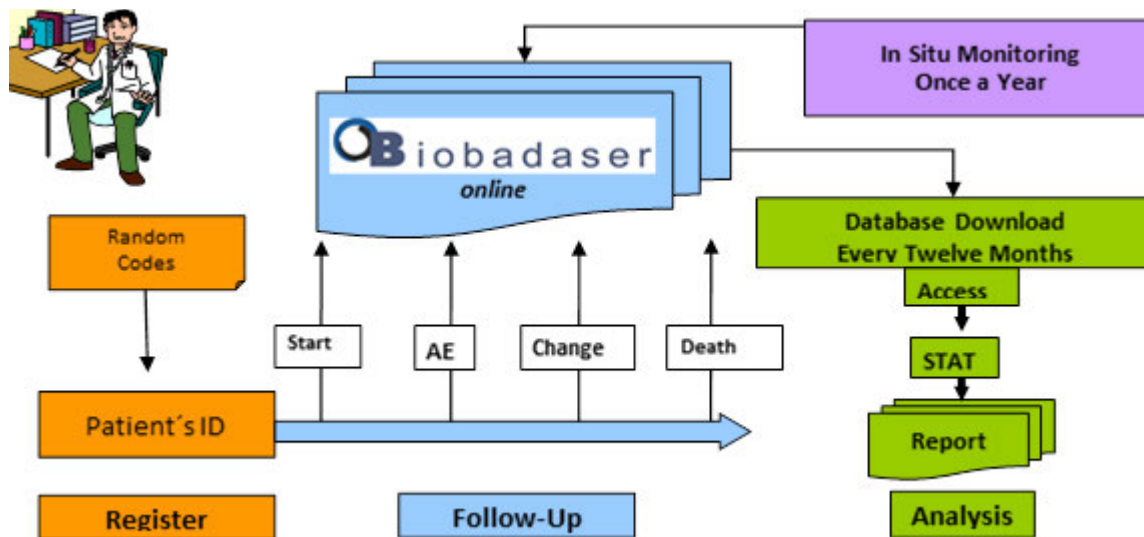 In Situ Monitoring
Once a Year
OBiobadaser
online
Random
Codes
Database Download
Every Twelve Months
Access
Start
AE
Change
Death
STAT
Patient´s ID
Report
Register
Follow-Up
Analysis